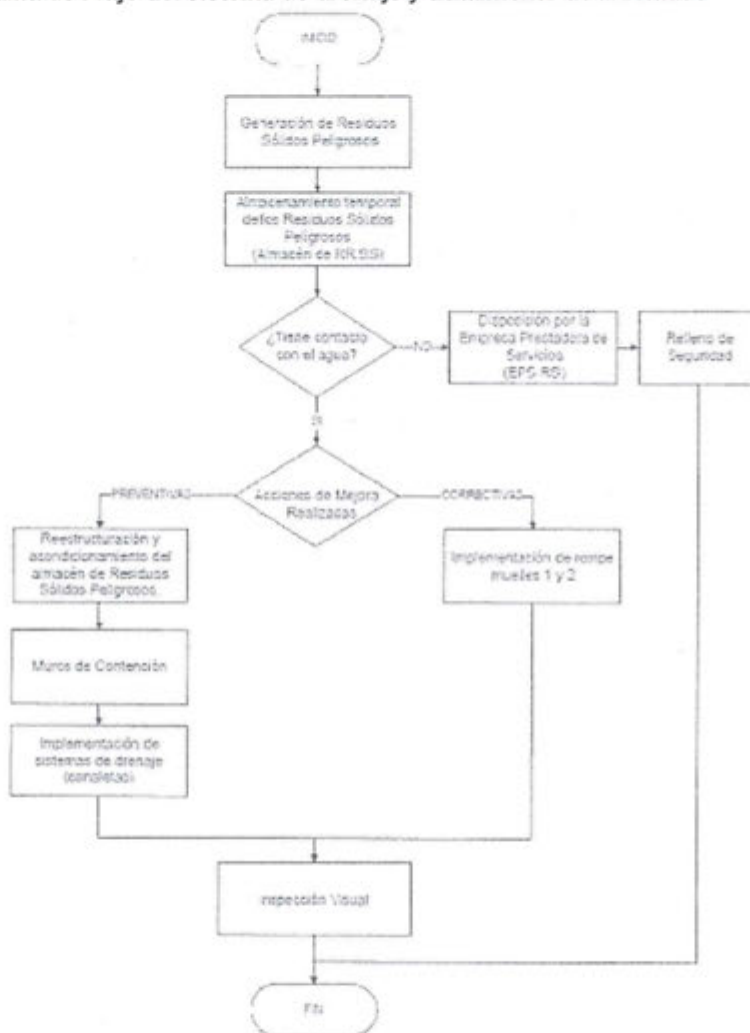 INICIO
Generación de Residuos
Sólidos Peligrosos
Almacenamiento temporal
de los Residuos Sólidos
Peligrosos
(Almacén de RR.SS)
¿Tiene contacto
con el agua?
NO
Disposición por la
Empresa Prestadora de
Servicios
(EPS-RS)
Relleno de
Seguridad
SI
Acciones de Mejora
Realizadas
PREVENTIVAS
CORRECTIVAS
Reestructuración y
acondicionamiento del
almacén de Residuos
Sólidos Peligrosos
Implementación de rompe
muelles 1 y 2
Muros de Contención
Implementación de
sistemas de drenaje
(canaletas)
Inspección Visual
FIN